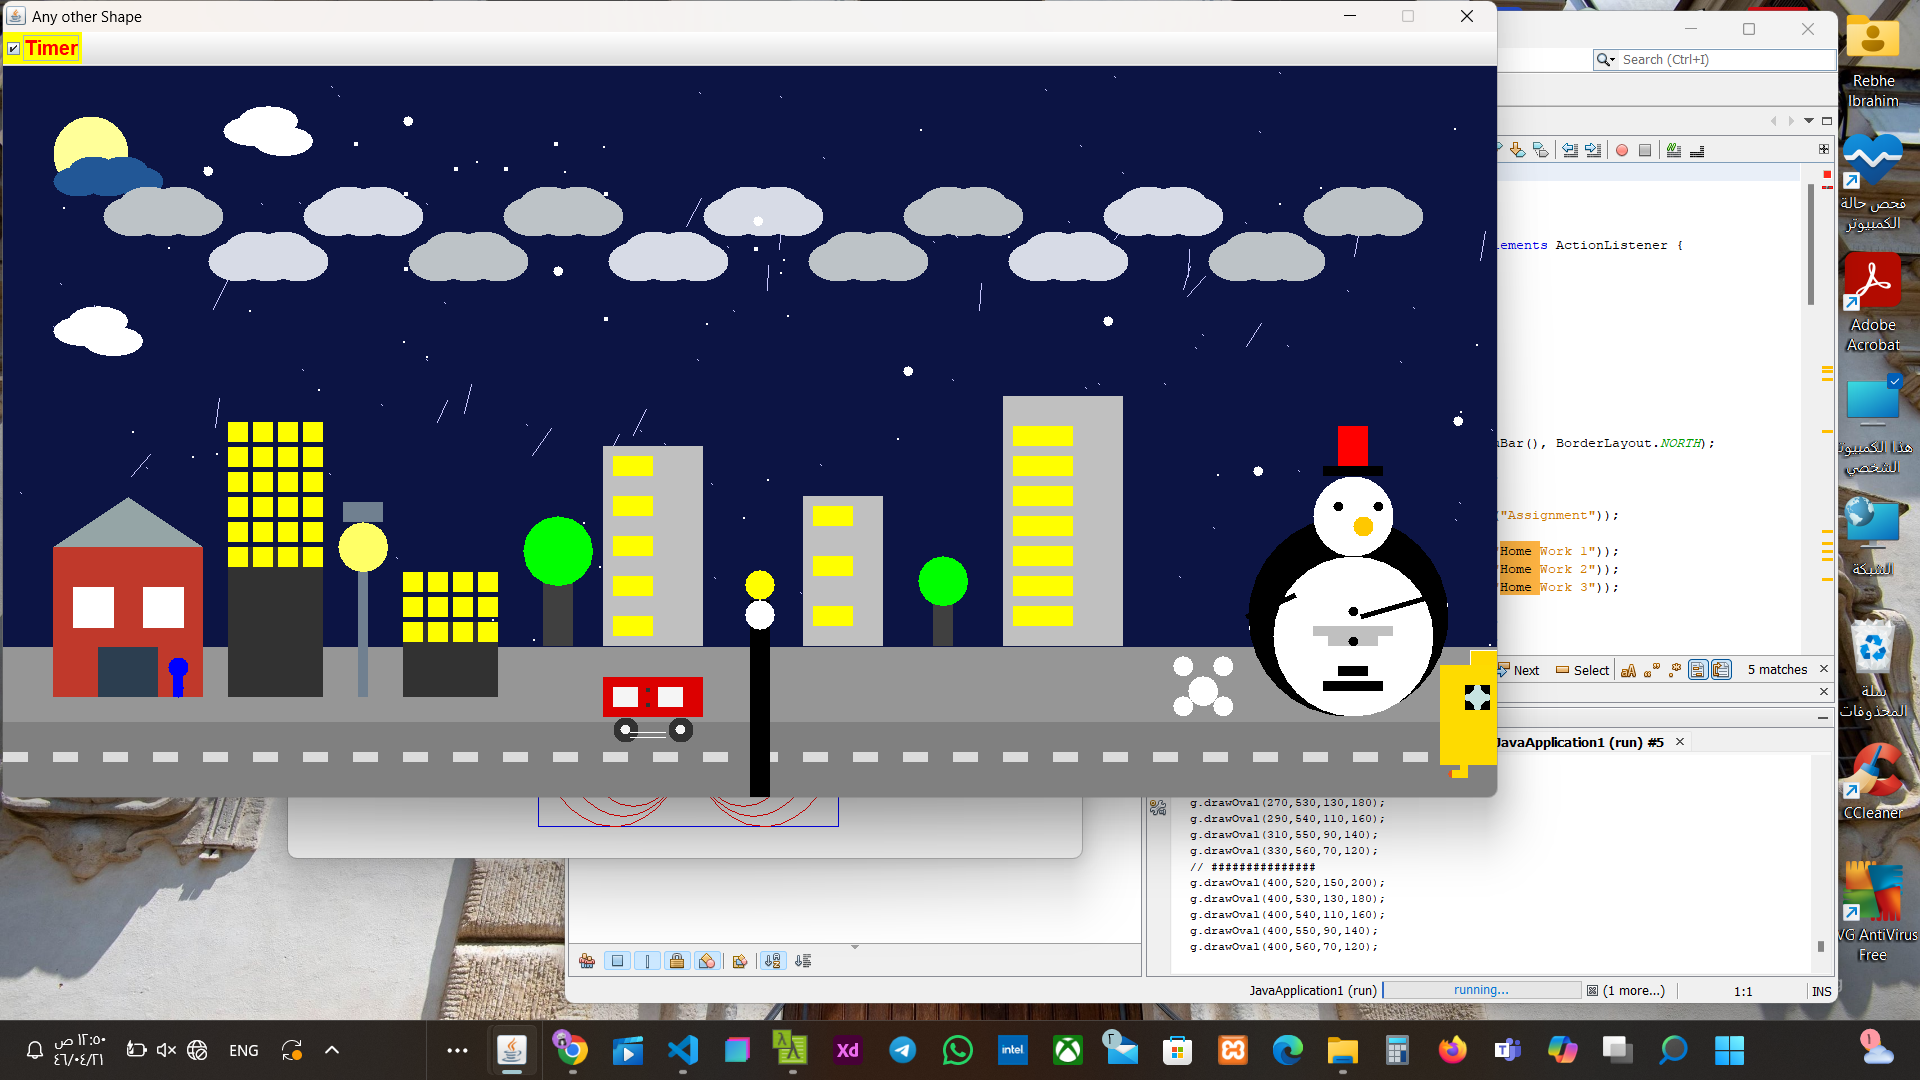 Any other Shape
Timer
Search (Ctrl+I)
ements ActionListener {
Bar(), BorderLayout.NORTH);
("Assignment"));
"Home Work 1"));
"Home Work 2"));
"Home Work 3"));
Next
Select
5 matches
JavaApplication1 (run) #5
g.drawOval(270,530,130,180);
g.drawOval(290,540,110,160);
g.drawOval(310,550,90,140);
g.drawOval(330,560,70,120);
// ###############
g.drawOval(400,520,150,200);
g.drawOval(400,530,130,180);
g.drawOval(400,540,110,160);
g.drawOval(400,550,90,140);
g.drawOval(400,560,70,120);
JavaApplication1 (run)
running...
(1 more...)
1:1
INS
Rebhe
Ibrahim
فحص حالة
الكمبيوتر
Adobe
Acrobat
هذا الكمبيوتر
الشخصي
الشبكة
سلة
المحذوفات
CCleaner
VG AntiVirus
Free
١٢:٥٠ ص
٤٦/٠٤/٢١
ENG
Xd
intel